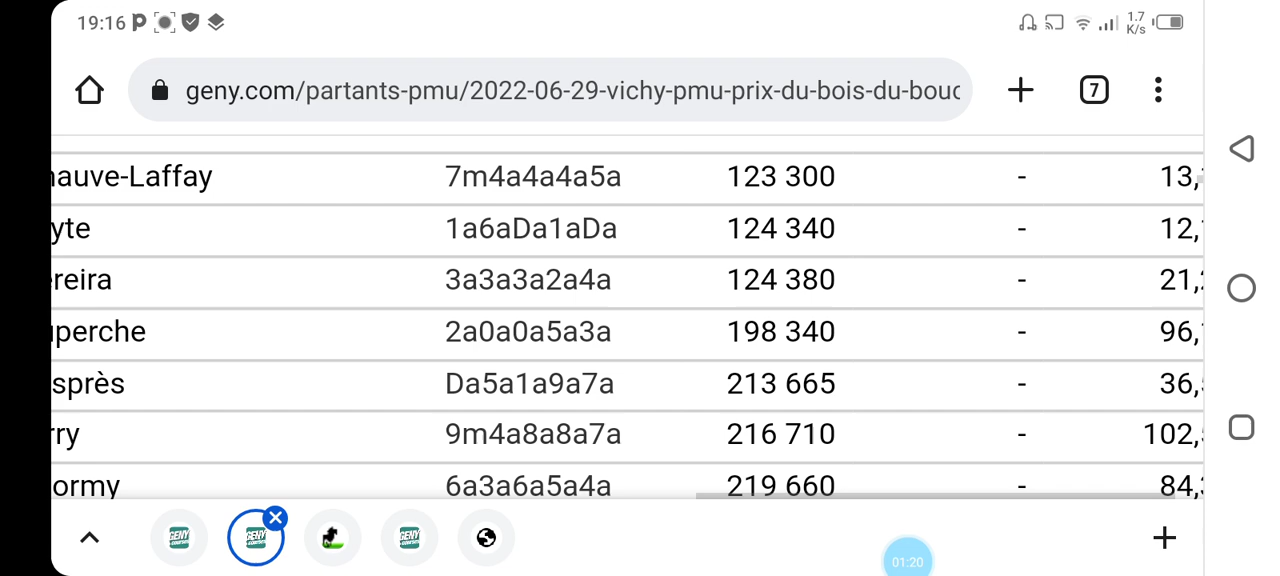 19:16 1.7 K/s
geny.com/partants-pmu/2022-06-29-vichy-pmu-prix-du-bois-du-bouc 7
hauve-Laffay 7m4a4a4a5a 123 300 - 13,
yte 1a6aDa1aDa 124 340 - 12,
ereira 3a3a3a2a4a 124 380 - 21,
uperche 2a0a0a5a3a 198 340 - 96,
sprès Da5a1a9a7a 213 665 - 36,
rry 9m4a8a8a7a 216 710 - 102,
ormy 6a3a6a5a4a 219 660 - 84,
GENY GENY GENY
01:20